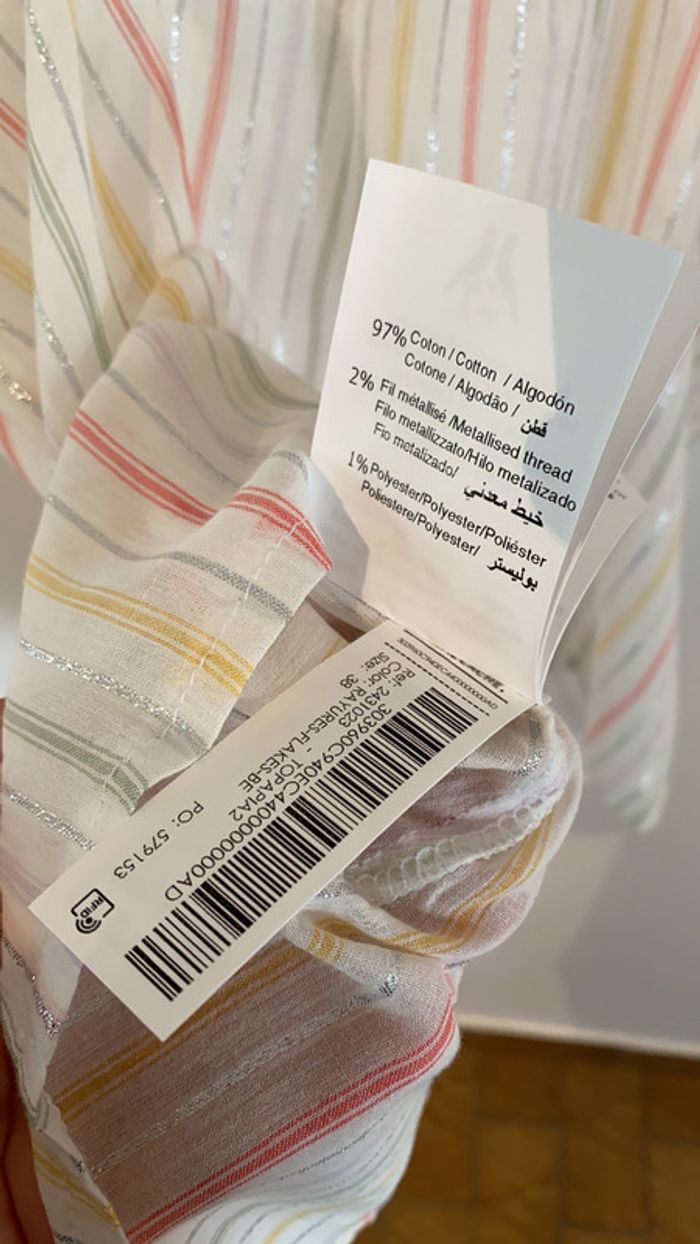 97% Coton / Cotton / Algodón
Cotone / Algodão / قطن
2% Fil métallisé /Metallised thread
Filo metallizzato/Hilo metalizado
Fio metalizado/ خيط معدني
1% Polyester/Polyester/Poliéster
Poliestere/Polyester/ بوليستر
Size: 38
Color: RAYURES-FLAKES-BE
Ref: 2431023 - TOPAPIA2
303960C940ECA4000000000AD
PO: 579153
RFID